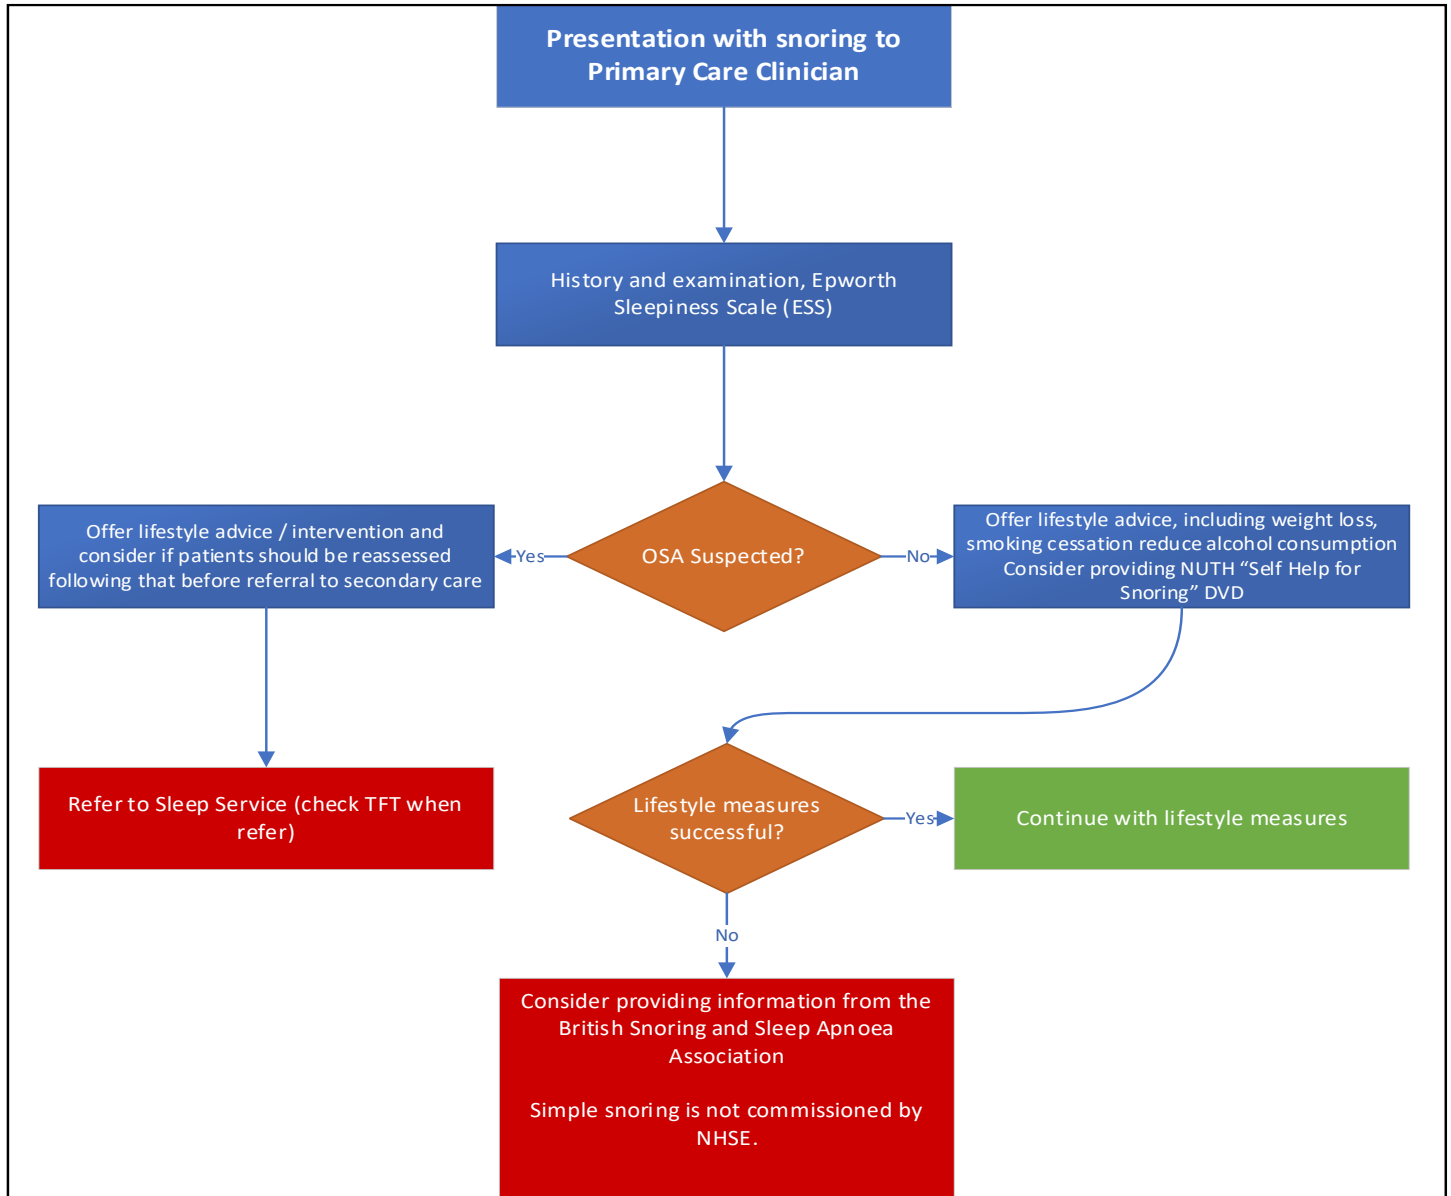 Presentation with snoring to
Primary Care Clinician
History and examination, Epworth
Sleepiness Scale (ESS)
OSA Suspected?
Yes
No
Offer lifestyle advice / intervention and
consider if patients should be reassessed
following that before referral to secondary care
Offer lifestyle advice, including weight loss,
smoking cessation reduce alcohol consumption
Consider providing NUTH “Self Help for
Snoring” DVD
Refer to Sleep Service (check TFT when
refer)
Lifestyle measures
successful?
Yes
Continue with lifestyle measures
No
Consider providing information from the
British Snoring and Sleep Apnoea
Association
Simple snoring is not commissioned by
NHSE.